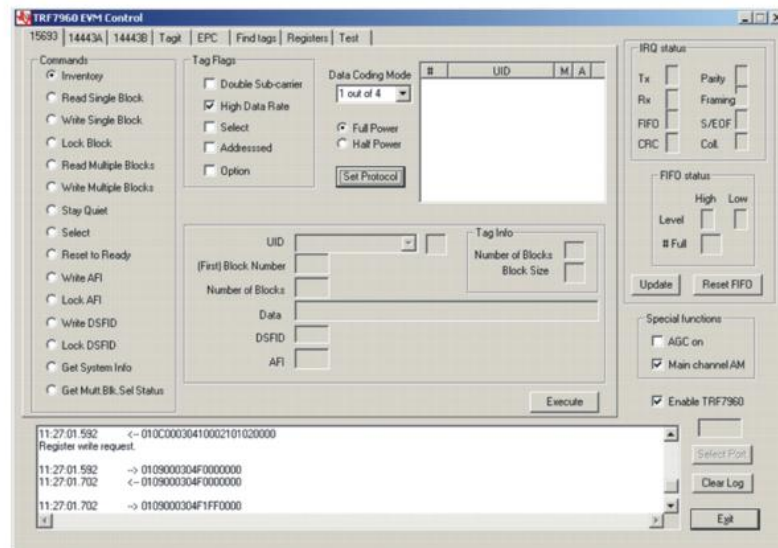 TRF7960 EVM Control
15693 14443A 14443B Tagit EPC Find tags Registers Test
Commands
Inventory
Read Single Block
Write Single Block
Lock Block
Read Multiple Blocks
Write Multiple Blocks
Stay Quiet
Select
Reset to Ready
Write AFI
Lock AFI
Write DSFID
Lock DSFID
Get System Info
Get Mutt.Blk.Sel Status
Tag Flags
Double Sub-carrier
High Data Rate
Select
Addresssed
Option
Data Coding Mode
1 out of 4
Full Power
Half Power
Set Protocol
# UID M A
UID
(First) Block Number
Number of Blocks
Data
DSFID
AFI
Tag Info
Number of Blocks
Block Size
Execute
IRQ status
Tx Parity
Rx Framing
FIFO S/EOF
CRC Coll.
FIFO status
High Low
Level
# Full
Update Reset FIFO
Special functions
AGC on
Main channel AM
Enable TRF7960
Select Port
Clear Log
Exit
11:27:01.592 <-- 010C00030410002101020000
Register write request.
11:27:01.592 --> 0109000304F0000000
11:27:01.702 <-- 0109000304F0000000
11:27:01.702 --> 0109000304F1FF0000